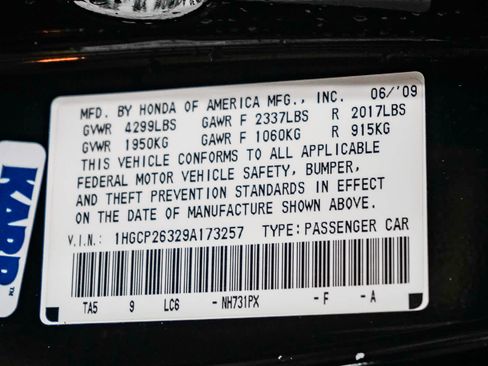 MFD. BY HONDA OF AMERICA MFG., INC. 06/'09
GVWR 4299LBS GAWR F 2337LBS R 2017LBS
GVWR 1950KG GAWR F 1060KG R 915KG
THIS VEHICLE CONFORMS TO ALL APPLICABLE
FEDERAL MOTOR VEHICLE SAFETY, BUMPER,
AND THEFT PREVENTION STANDARDS IN EFFECT
ON THE DATE OF MANUFACTURE SHOWN ABOVE.
V.I.N.: 1HGCP26329A173257 TYPE:PASSENGER CAR
TA5 9 LC6 -NH731PX -F -A
KARR™